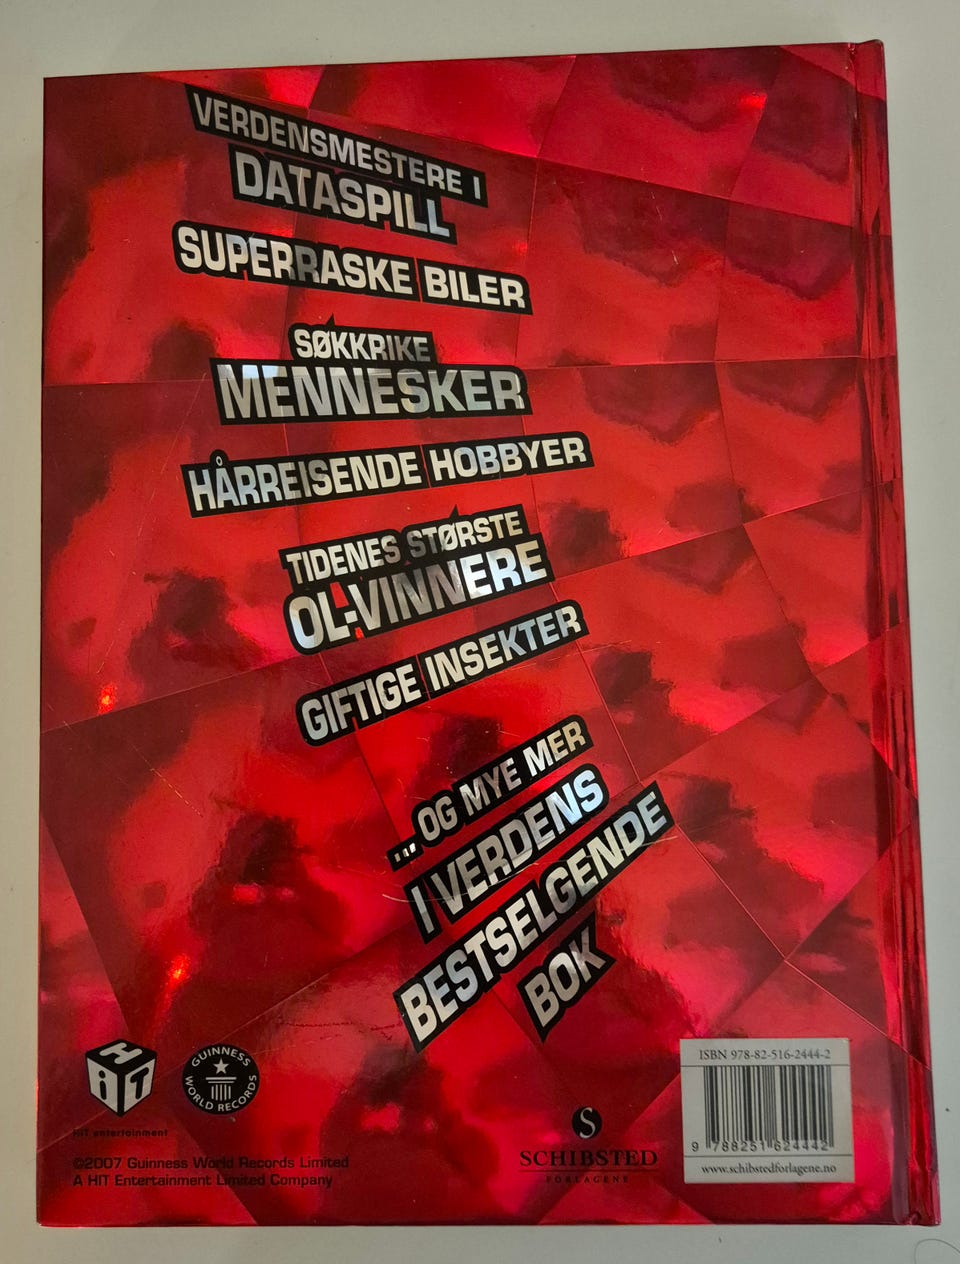 VERDENSMESTERE I
DATASPILL
SUPERRASKE BILER
SØKKRIKE
MENNESKER
HÅRREISENDE HOBBYER
TIDENES STØRSTE
OL-VINNERE
GIFTIGE INSEKTER
... OG MYE MER
I VERDENS
BESTSELGENDE
BOK
HiT
HIT entertainment
GUINNESS
WORLD RECORDS
©2007 Guinness World Records Limited
A HIT Entertainment Limited Company
S
SCHIBSTED
FORLAGENE
ISBN 978-82-516-2444-2
9 788251 624442
www.schibstedforlagene.no